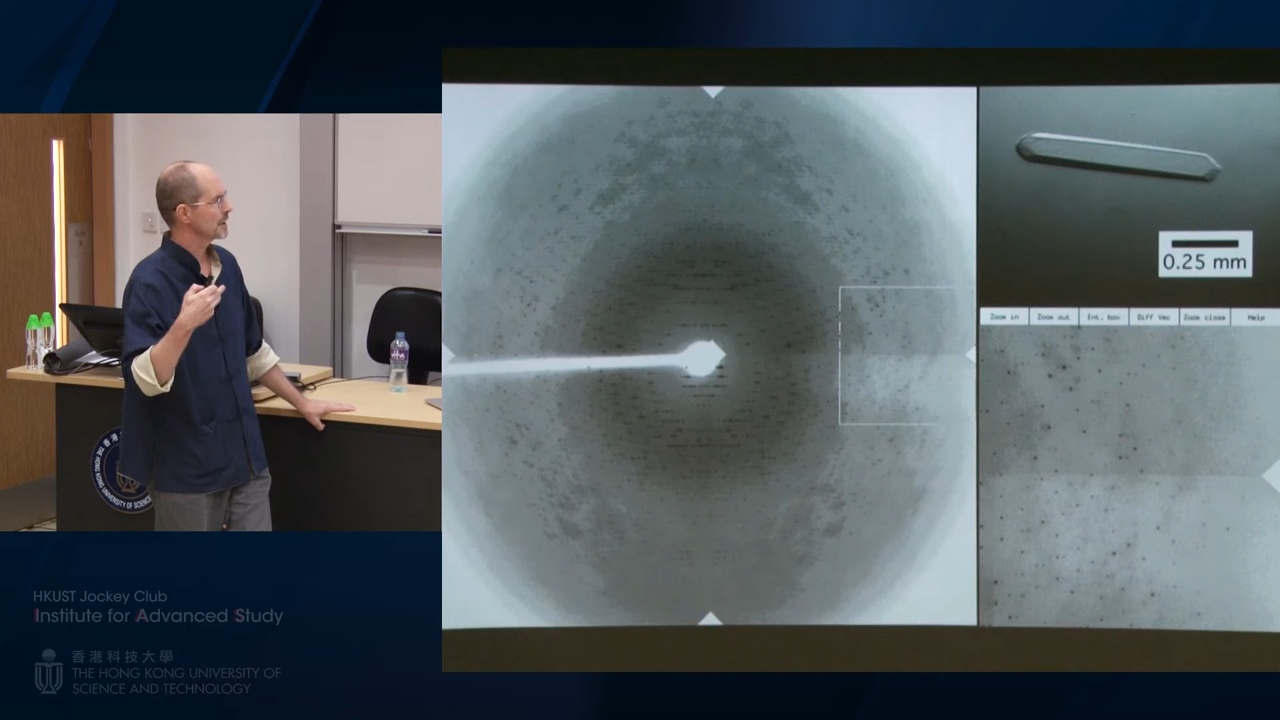 0.25 mm
Zoom in
Zoom out
Int. box
Diff Vec
Zoom close
Help
HKUST Jockey Club
Institute for Advanced Study
香港科技大學
THE HONG KONG UNIVERSITY OF
SCIENCE AND TECHNOLOGY